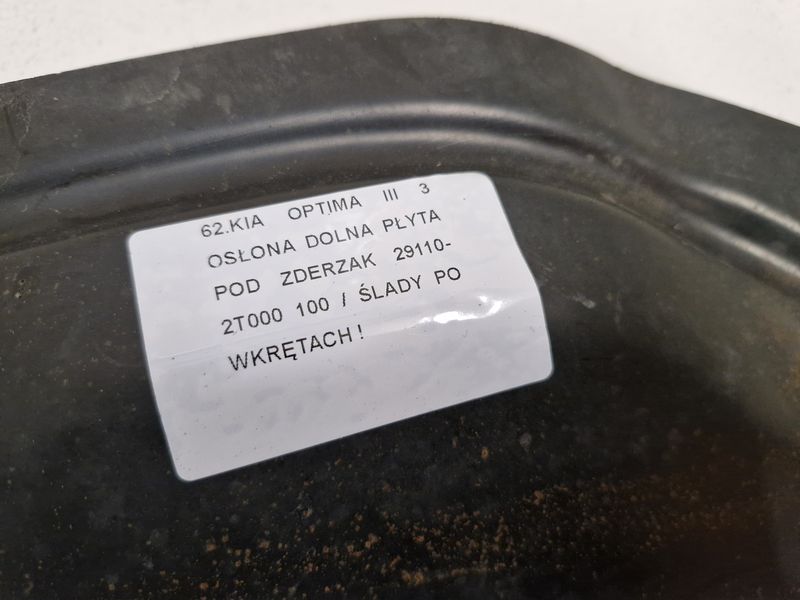 62.KIA OPTIMA III 3
OSŁONA DOLNA PŁYTA
POD ZDERZAK 29110-
2T000 100 / ŚLADY PO
WKRĘTACH!